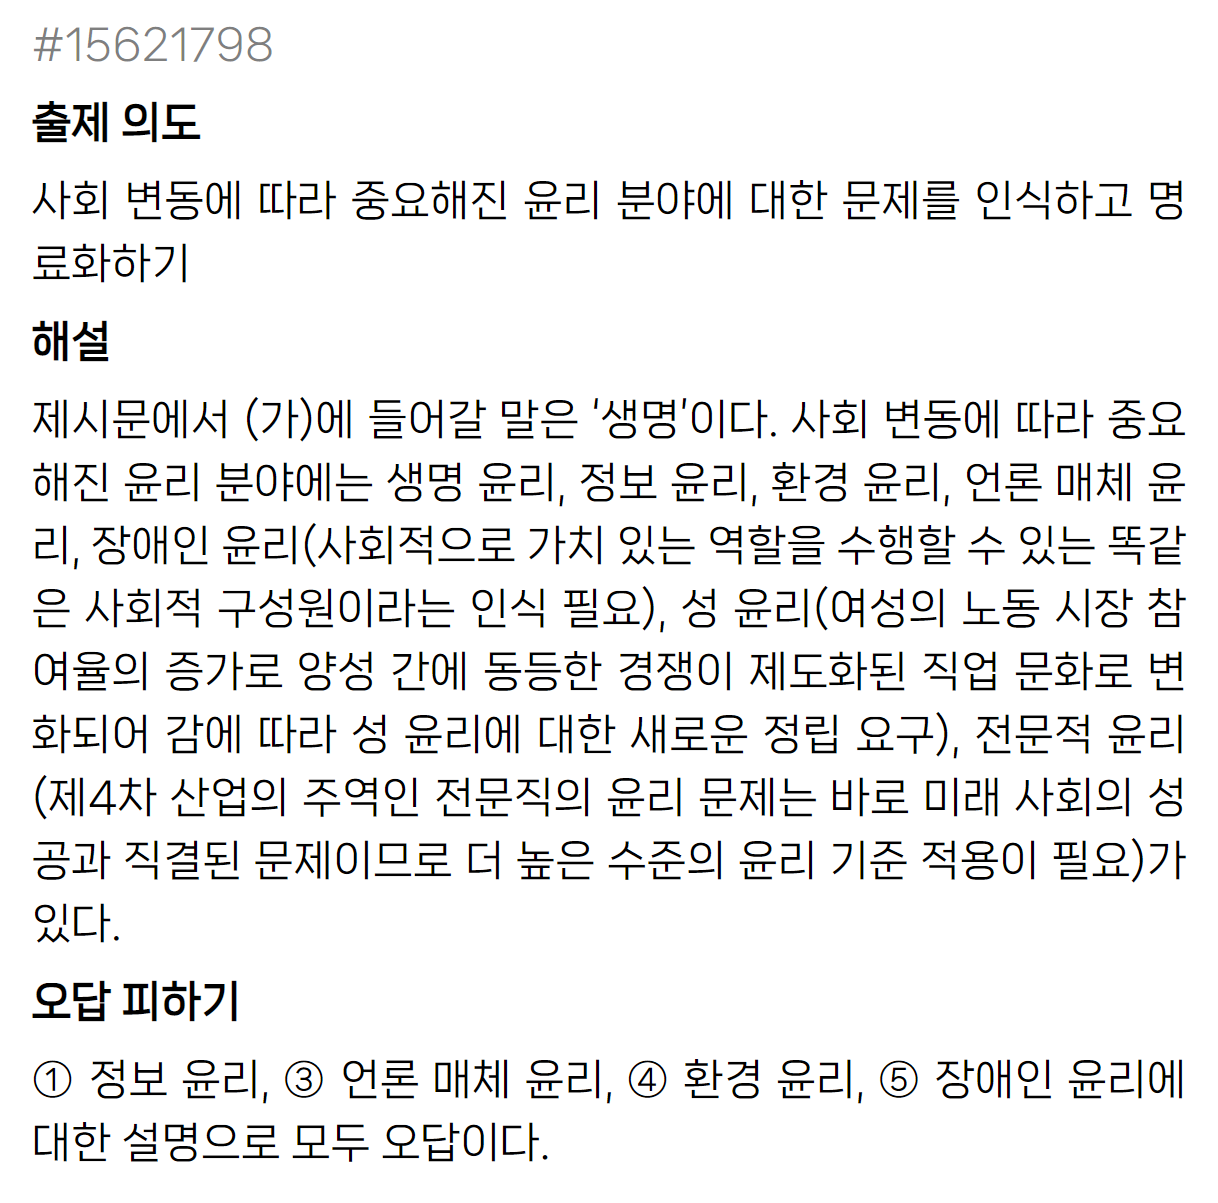 #15621798
출제 의도
사회 변동에 따라 중요해진 윤리 분야에 대한 문제를 인식하고 명
료화하기
해설
제시문에서 (가)에 들어갈 말은 ‘생명’이다. 사회 변동에 따라 중요
해진 윤리 분야에는 생명 윤리, 정보 윤리, 환경 윤리, 언론 매체 윤
리, 장애인 윤리(사회적으로 가치 있는 역할을 수행할 수 있는 똑같
은 사회적 구성원이라는 인식 필요), 성 윤리(여성의 노동 시장 참
여율의 증가로 양성 간에 동등한 경쟁이 제도화된 직업 문화로 변
화되어 감에 따라 성 윤리에 대한 새로운 정립 요구), 전문적 윤리
(제4차 산업의 주역인 전문직의 윤리 문제는 바로 미래 사회의 성
공과 직결된 문제이므로 더 높은 수준의 윤리 기준 적용이 필요)가
있다.
오답 피하기
① 정보 윤리, ③ 언론 매체 윤리, ④ 환경 윤리, ⑤ 장애인 윤리에
대한 설명으로 모두 오답이다.